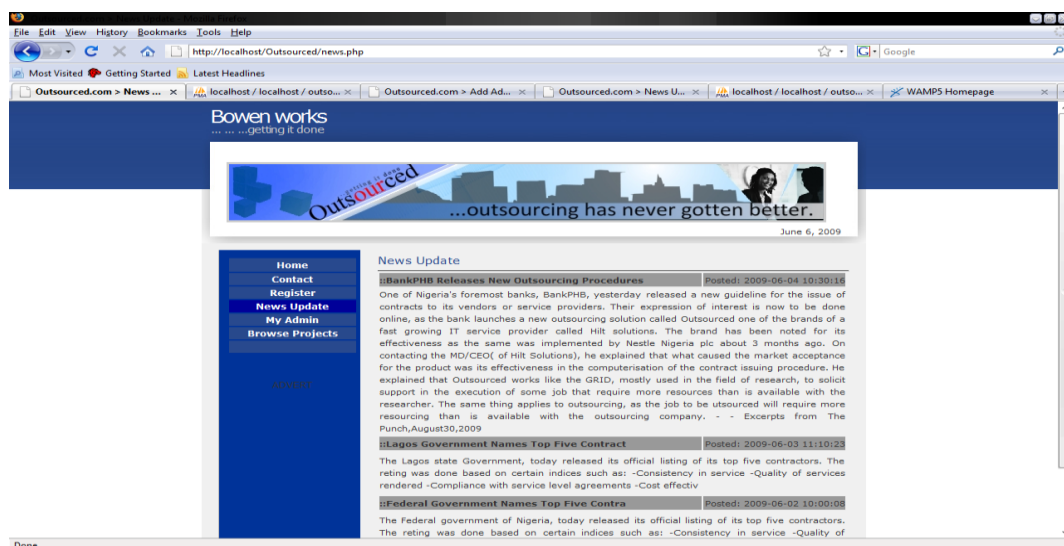 Outsourced.com > News Update - Mozilla Firefox
File Edit View History Bookmarks Tools Help
http://localhost/Outsourced/news.php
Google
Most Visited Getting Started Latest Headlines
Outsourced.com > News ... localhost / localhost / outso... Outsourced.com > Add Ad... Outsourced.com > News U... localhost / localhost / outso... WAMP5 Homepage
Bowen works
... ... ...getting it done
getting it done
Outsourced
...outsourcing has never gotten better.
June 6, 2009
Home
Contact
Register
News Update
My Admin
Browse Projects
News Update
::BankPHB Releases New Outsourcing Procedures Posted: 2009-06-04 10:30:16
One of Nigeria's foremost banks, BankPHB, yesterday released a new guideline for the issue of
contracts to its vendors or service providers. Their expression of interest is now to be done
online, as the bank launches a new outsourcing solution called Outsourced one of the brands of a
fast growing IT service provider called Hilt solutions. The brand has been noted for its
effectiveness as the same was implemented by Nestle Nigeria plc about 3 months ago. On
contacting the MD/CEO( of Hilt Solutions), he explained that what caused the market acceptance
for the product was its effectiveness in the computerisation of the contract issuing procedure. He
explained that Outsourced works like the GRID, mostly used in the field of research, to solicit
support in the execution of some job that require more resources than is available with the
researcher. The same thing applies to outsourcing, as the job to be utsourced will require more
resourcing than is available with the outsourcing company. - - Excerpts from The
Punch,August30,2009
::Lagos Government Names Top Five Contract Posted: 2009-06-03 11:10:23
The Lagos state Government, today released its official listing of its top five contractors. The
reting was done based on certain indices such as: -Consistency in service -Quality of services
rendered -Compliance with service level agreements -Cost effectiv
::Federal Government Names Top Five Contra Posted: 2009-06-02 10:00:08
The Federal government of Nigeria, today released its official listing of its top five contractors.
The reting was done based on certain indices such as: -Consistency in service -Quality of
Done